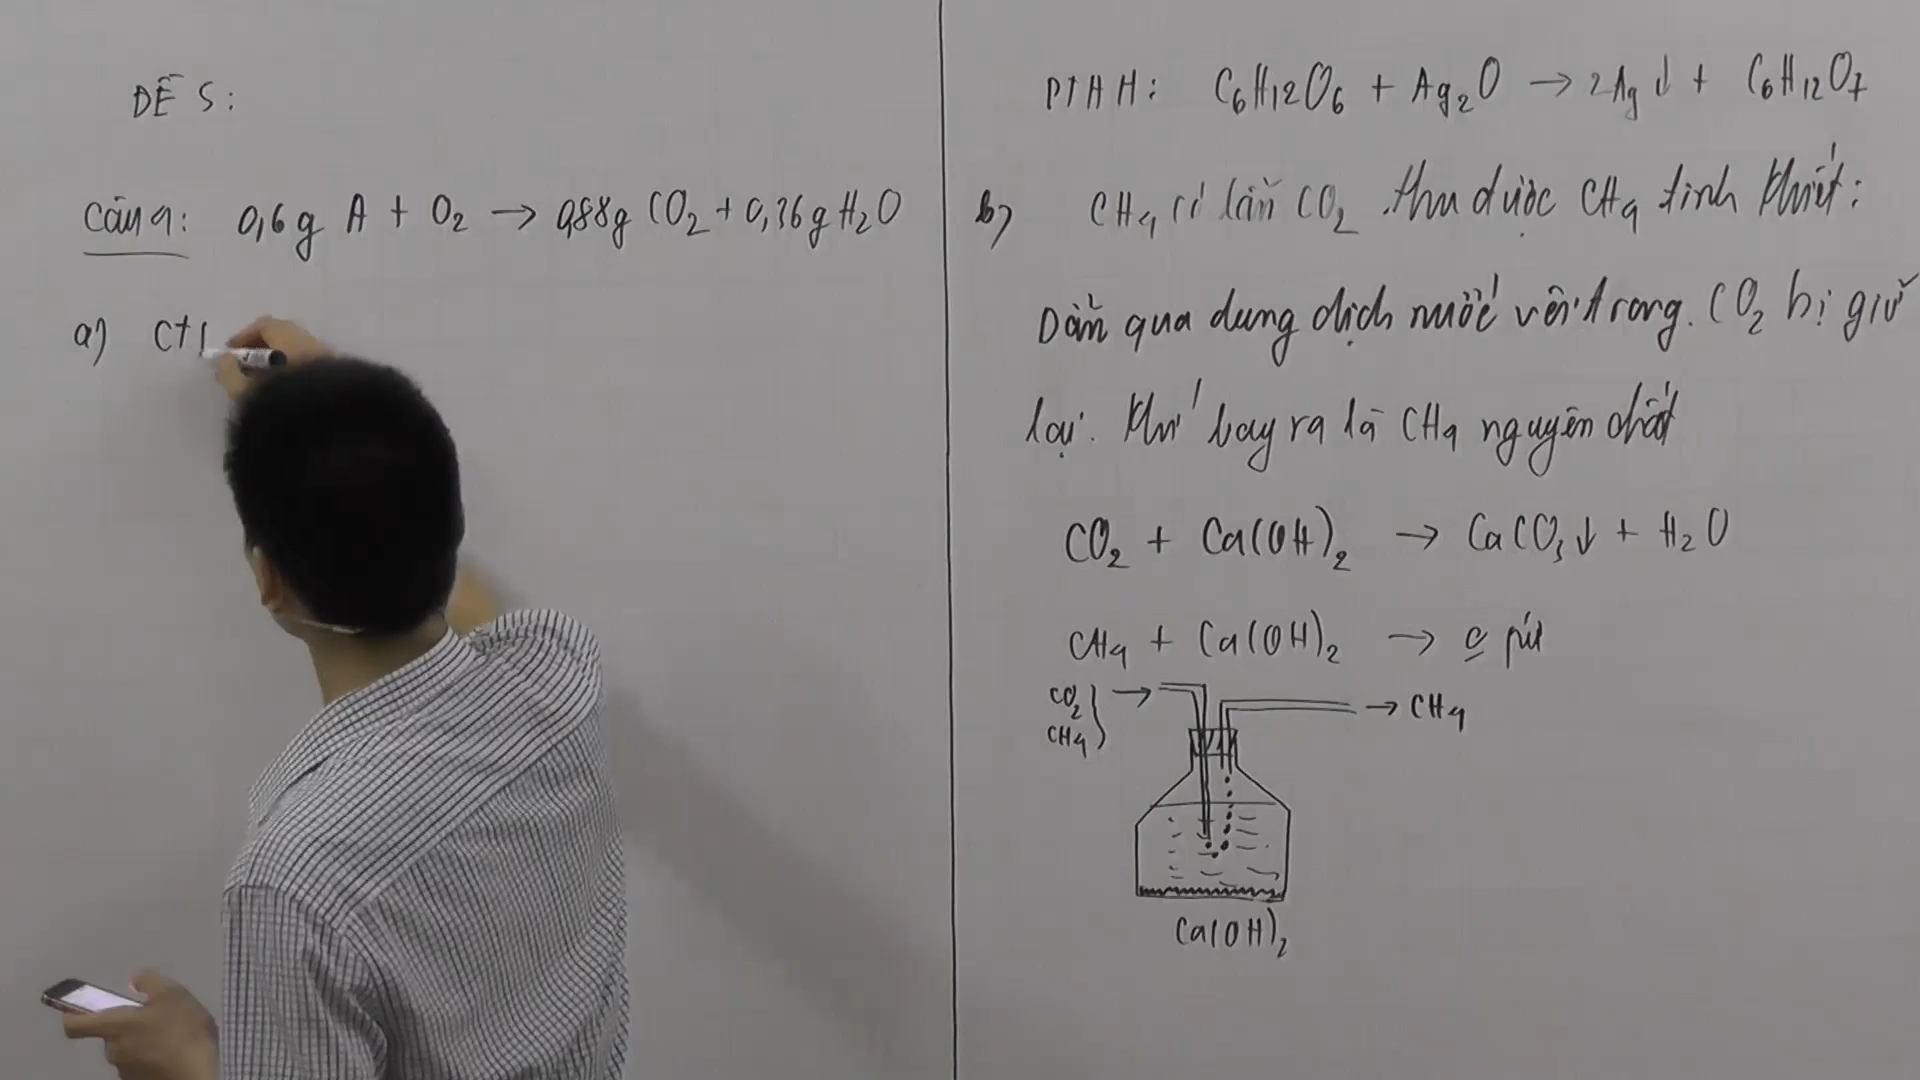 ĐỀ 5:
Câu 4: 0,6g A + O₂ → 0,88g CO₂ + 0,36g H₂O
a) CT
PTHH: C₆H₁₂O₆ + Ag₂O → 2Ag↓ + C₆H₁₂O₇
b) CH₄ có lẫn CO₂. thu được CH₄ tinh khiết:
Dẫn qua dung dịch nước vôi trong. CO₂ bị giữ
lại. Khí bay ra là CH₄ nguyên chất
CO₂ + Ca(OH)₂ → CaCO₃↓ + H₂O
CH₄ + Ca(OH)₂ → pứ
CO₂ →
CH₄
→ CH₄
Ca(OH)₂